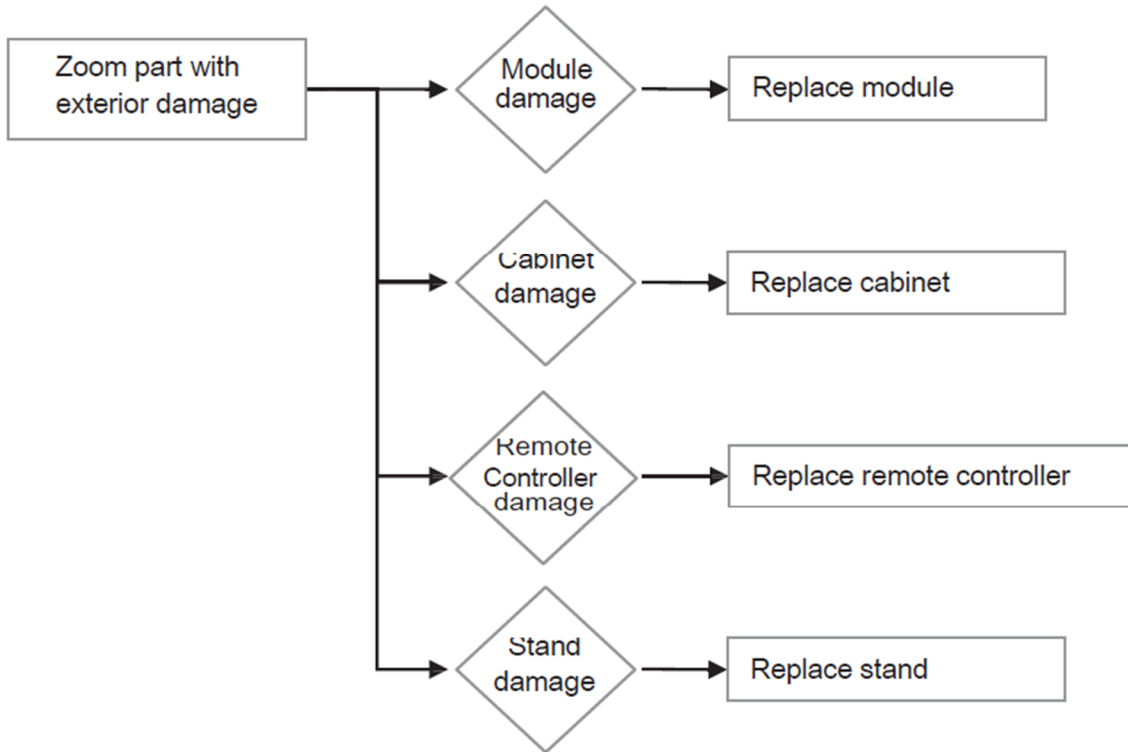 Zoom part with
exterior damage
Module
damage
Replace module
Cabinet
damage
Replace cabinet
Remote
Controller
damage
Replace remote controller
Stand
damage
Replace stand